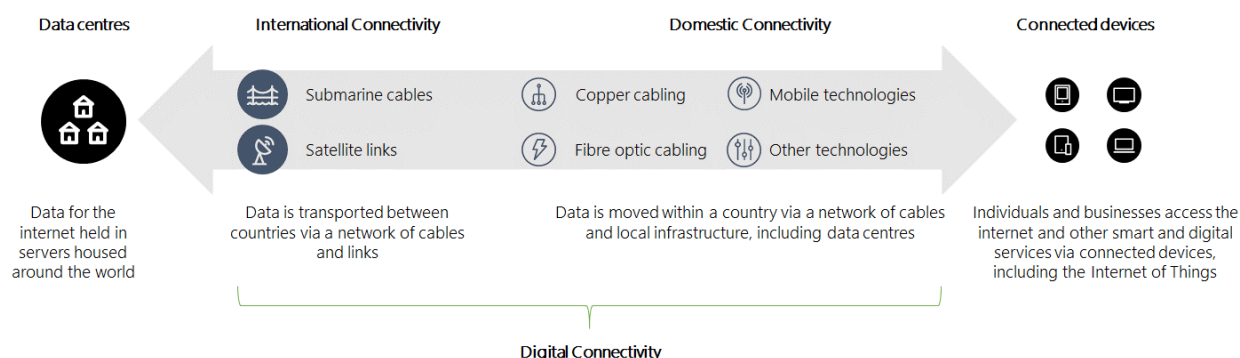 Data centres
International Connectivity
Domestic Connectivity
Connected devices
Submarine cables
Copper cabling
Mobile technologies
Satellite links
Fibre optic cabling
Other technologies
Data for the
internet held in
servers housed
around the world
Data is transported between
countries via a network of cables
and links
Data is moved within a country via a network of cables
and local infrastructure, including data centres
Individuals and businesses access the
internet and other smart and digital
services via connected devices,
including the Internet of Things
Digital Connectivity